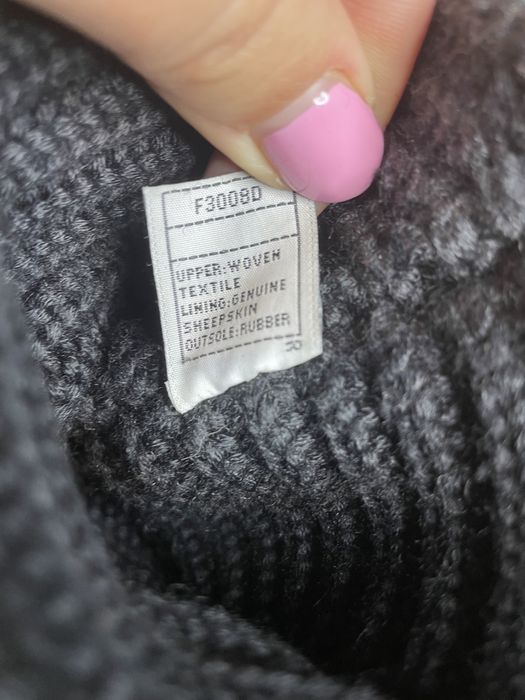 F3008D
UPPER:WOVEN
TEXTILE
LINING:GENUINE
SHEEPSKIN
OUTSOLE:RUBBER